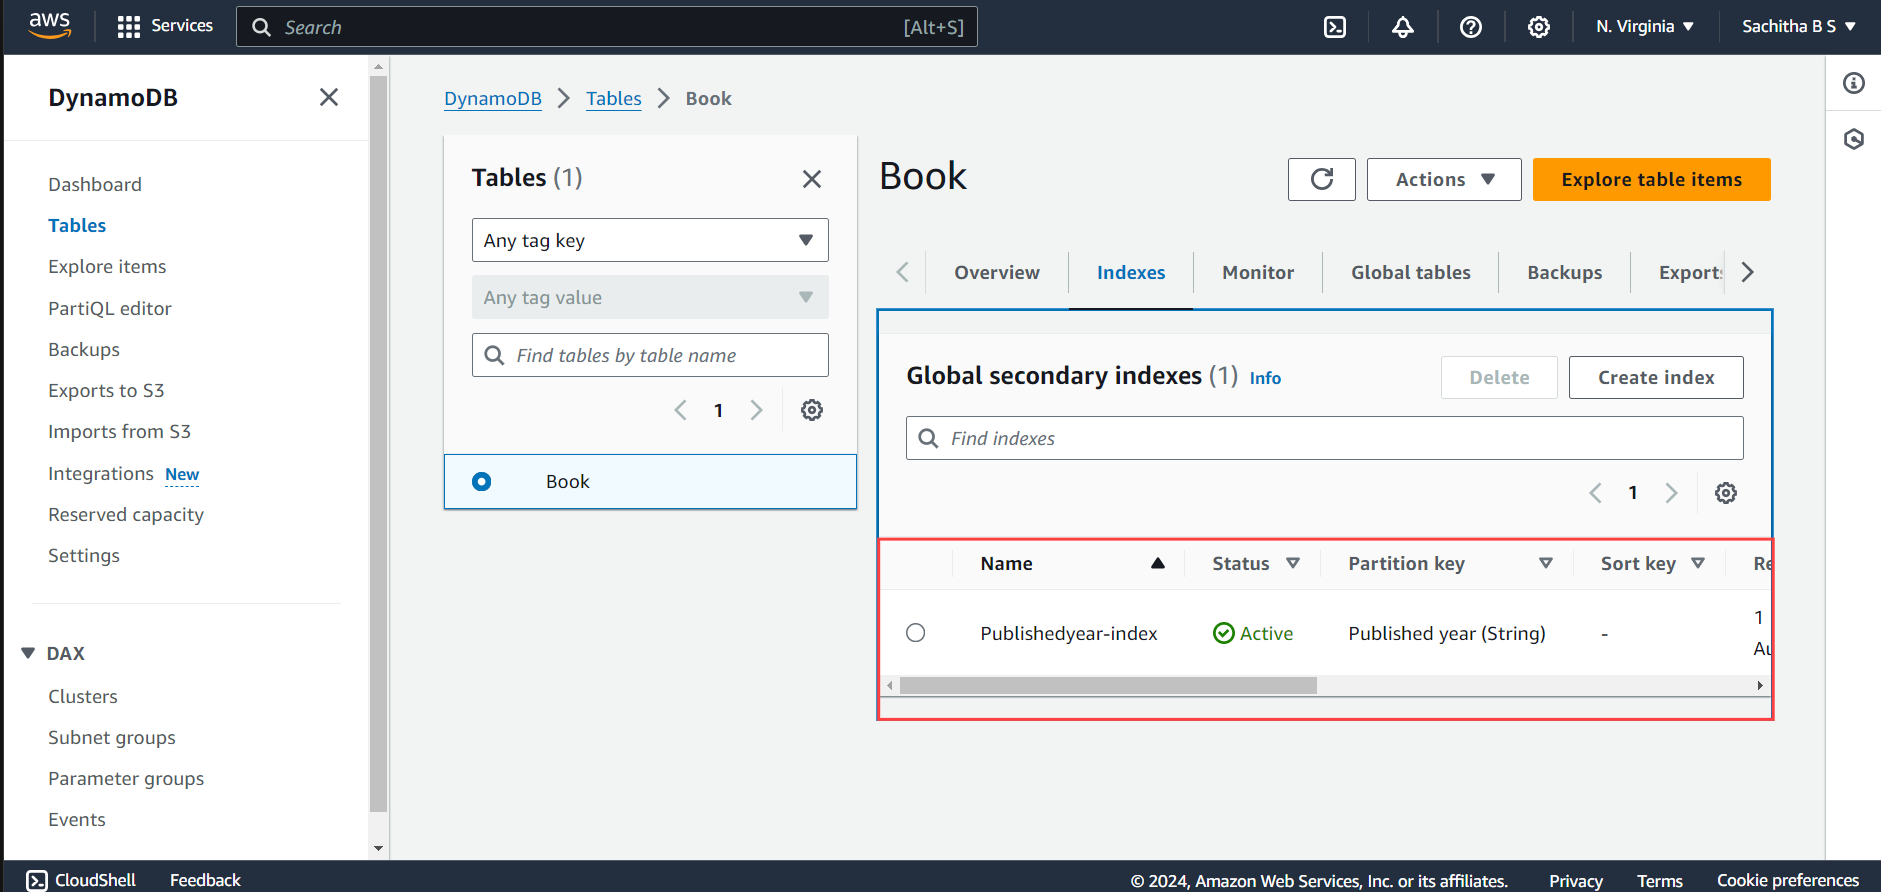 aws
Services
Search
[Alt+S]
N. Virginia
Sachitha B S
DynamoDB
Dashboard
Tables
Explore items
PartiQL editor
Backups
Exports to S3
Imports from S3
Integrations New
Reserved capacity
Settings
DAX
Clusters
Subnet groups
Parameter groups
Events
DynamoDB
Tables
Book
Tables (1)
Any tag key
Any tag value
Find tables by table name
1
Book
Book
Actions
Explore table items
Overview
Indexes
Monitor
Global tables
Backups
Exports
Global secondary indexes (1) Info
Delete
Create index
Find indexes
1
Name
Status
Partition key
Sort key
Re
Publishedyear-index
Active
Published year (String)
-
1
Au
CloudShell
Feedback
© 2024, Amazon Web Services, Inc. or its affiliates.
Privacy
Terms
Cookie preferences